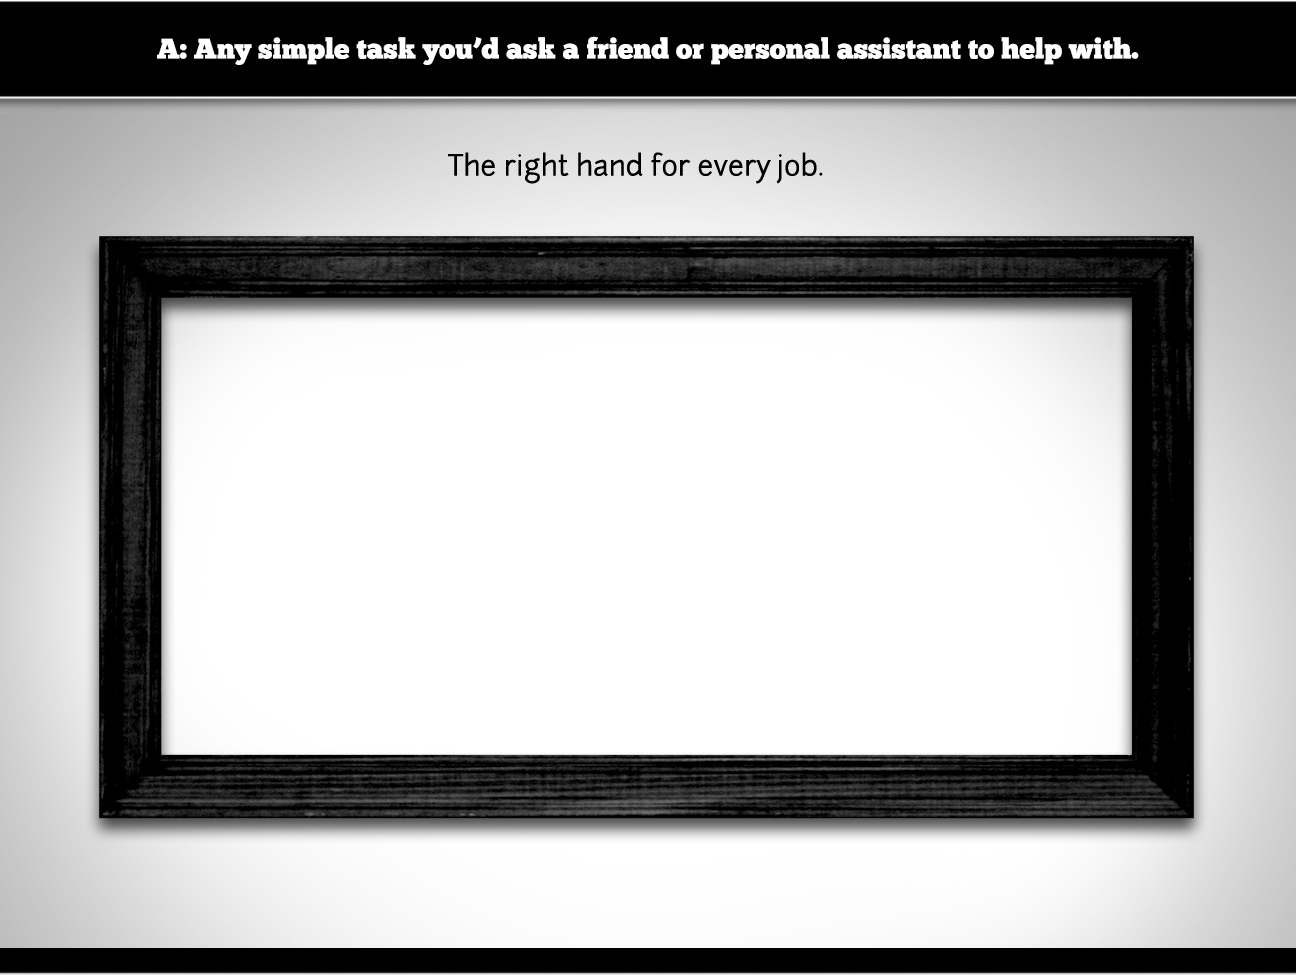 A: Any simple task you’d ask a friend or personal assistant to help with.
The right hand for every job.